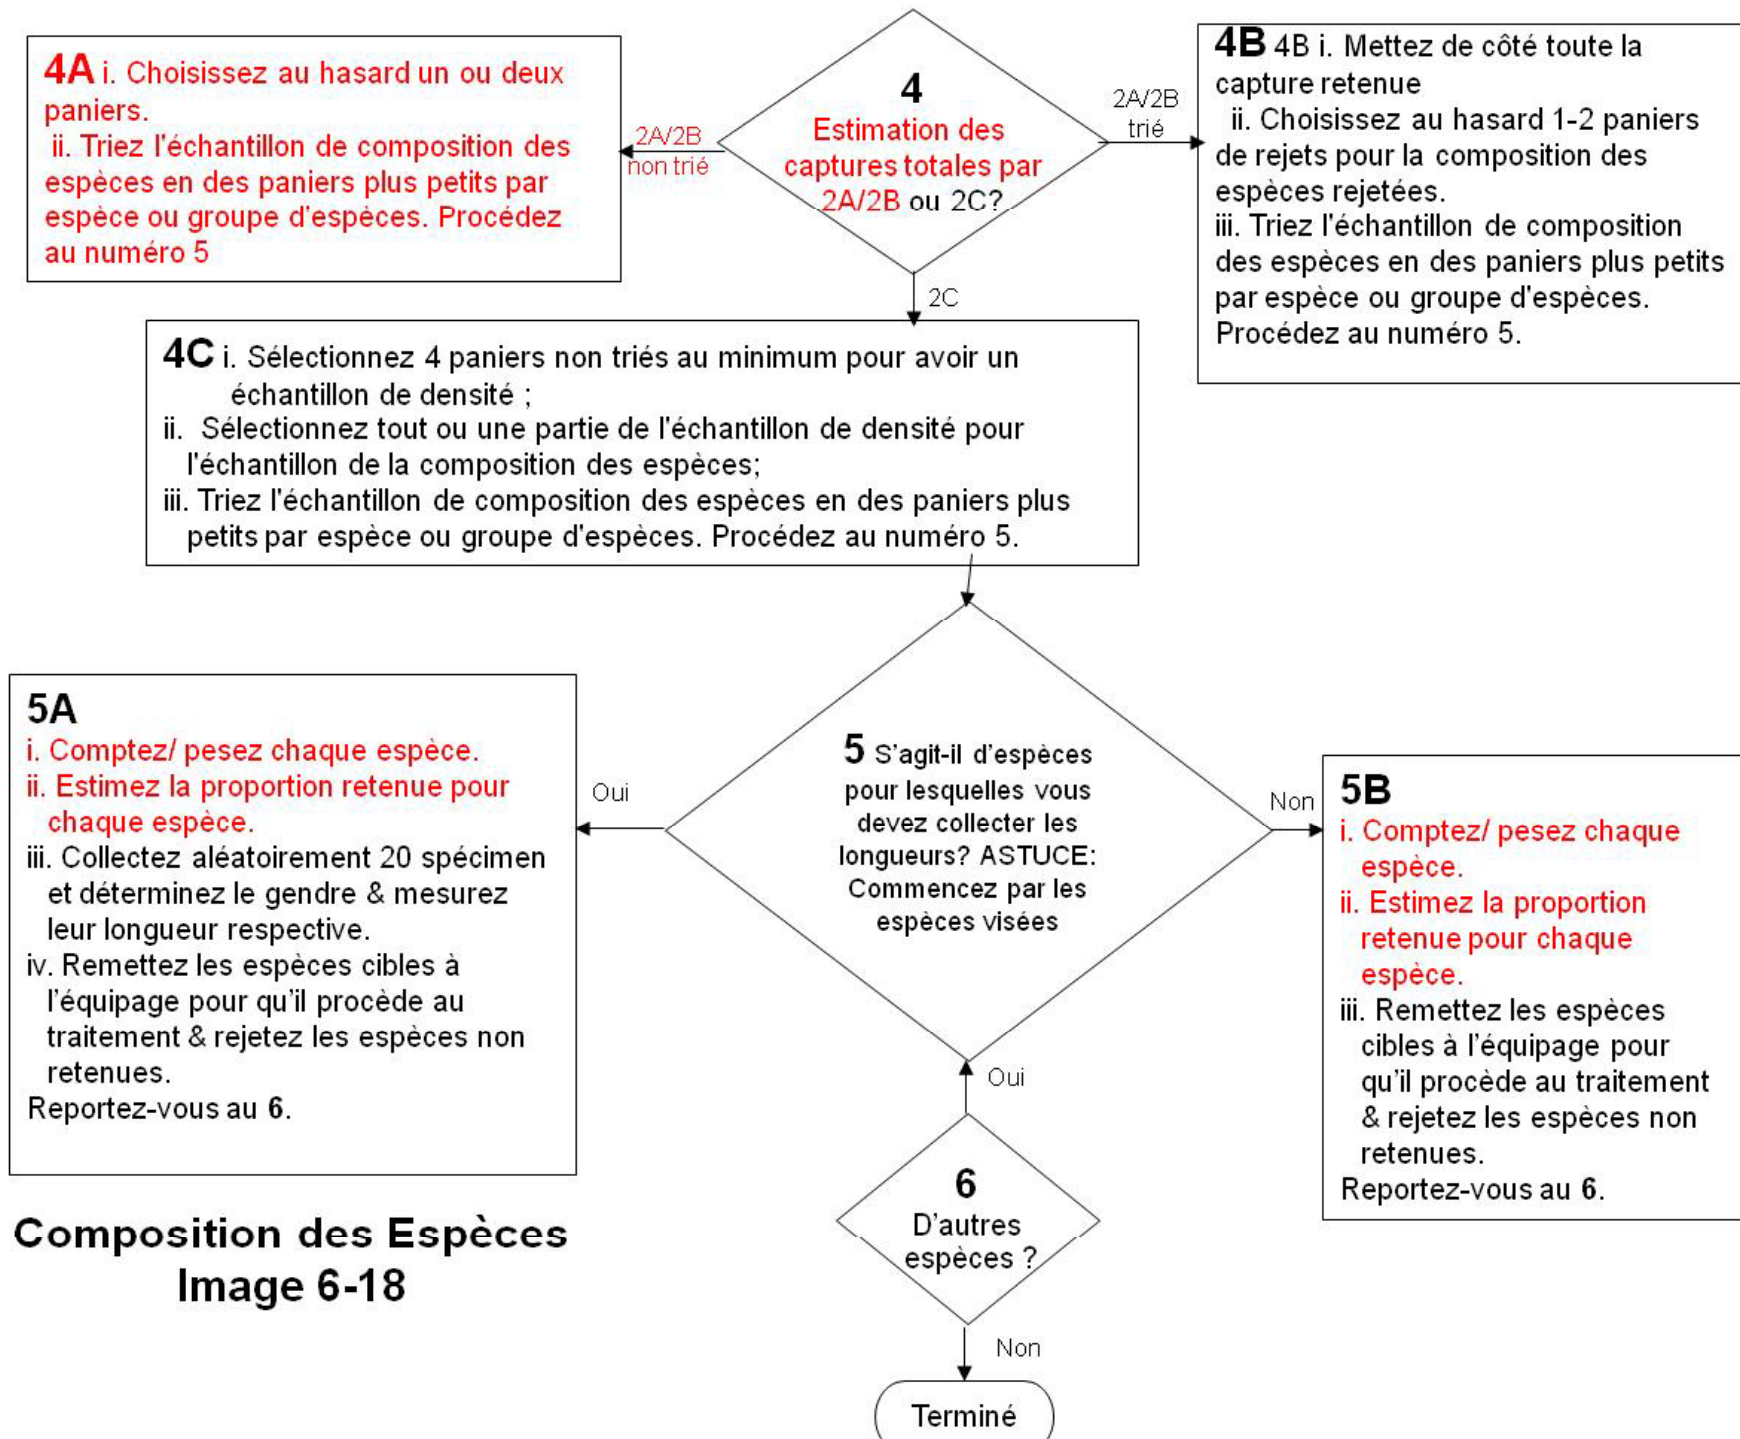 4A i. Choisissez au hasard un ou deux
paniers.
ii. Triez l'échantillon de composition des
espèces en des paniers plus petits par
espèce ou groupe d'espèces. Procédez
au numéro 5
2A/2B
non trié
4
Estimation des
captures totales par
2A/2B ou 2C?
2A/2B
trié
4B 4B i. Mettez de côté toute la
capture retenue
ii. Choisissez au hasard 1-2 paniers
de rejets pour la composition des
espèces rejetées.
iii. Triez l'échantillon de composition
des espèces en des paniers plus petits
par espèce ou groupe d'espèces.
Procédez au numéro 5.
2C
4C i. Sélectionnez 4 paniers non triés au minimum pour avoir un
échantillon de densité ;
ii. Sélectionnez tout ou une partie de l'échantillon de densité pour
l'échantillon de la composition des espèces;
iii. Triez l'échantillon de composition des espèces en des paniers plus
petits par espèce ou groupe d'espèces. Procédez au numéro 5.
5A
i. Comptez/ pesez chaque espèce.
ii. Estimez la proportion retenue pour
chaque espèce.
iii. Collectez aléatoirement 20 spécimen
et déterminez le gendre & mesurez
leur longueur respective.
iv. Remettez les espèces cibles à
l'équipage pour qu'il procède au
traitement & rejetez les espèces non
retenues.
Reportez-vous au 6.
Oui
5 S'agit-il d'espèces
pour lesquelles vous
devez collecter les
longueurs? ASTUCE:
Commencez par les
espèces visées
Non
5B
i. Comptez/ pesez chaque
espèce.
ii. Estimez la proportion
retenue pour chaque
espèce.
iii. Remettez les espèces
cibles à l'équipage pour
qu'il procède au traitement
& rejetez les espèces non
retenues.
Reportez-vous au 6.
Oui
6
D'autres
espèces ?
Non
Terminé
Composition des Espèces
Image 6-18